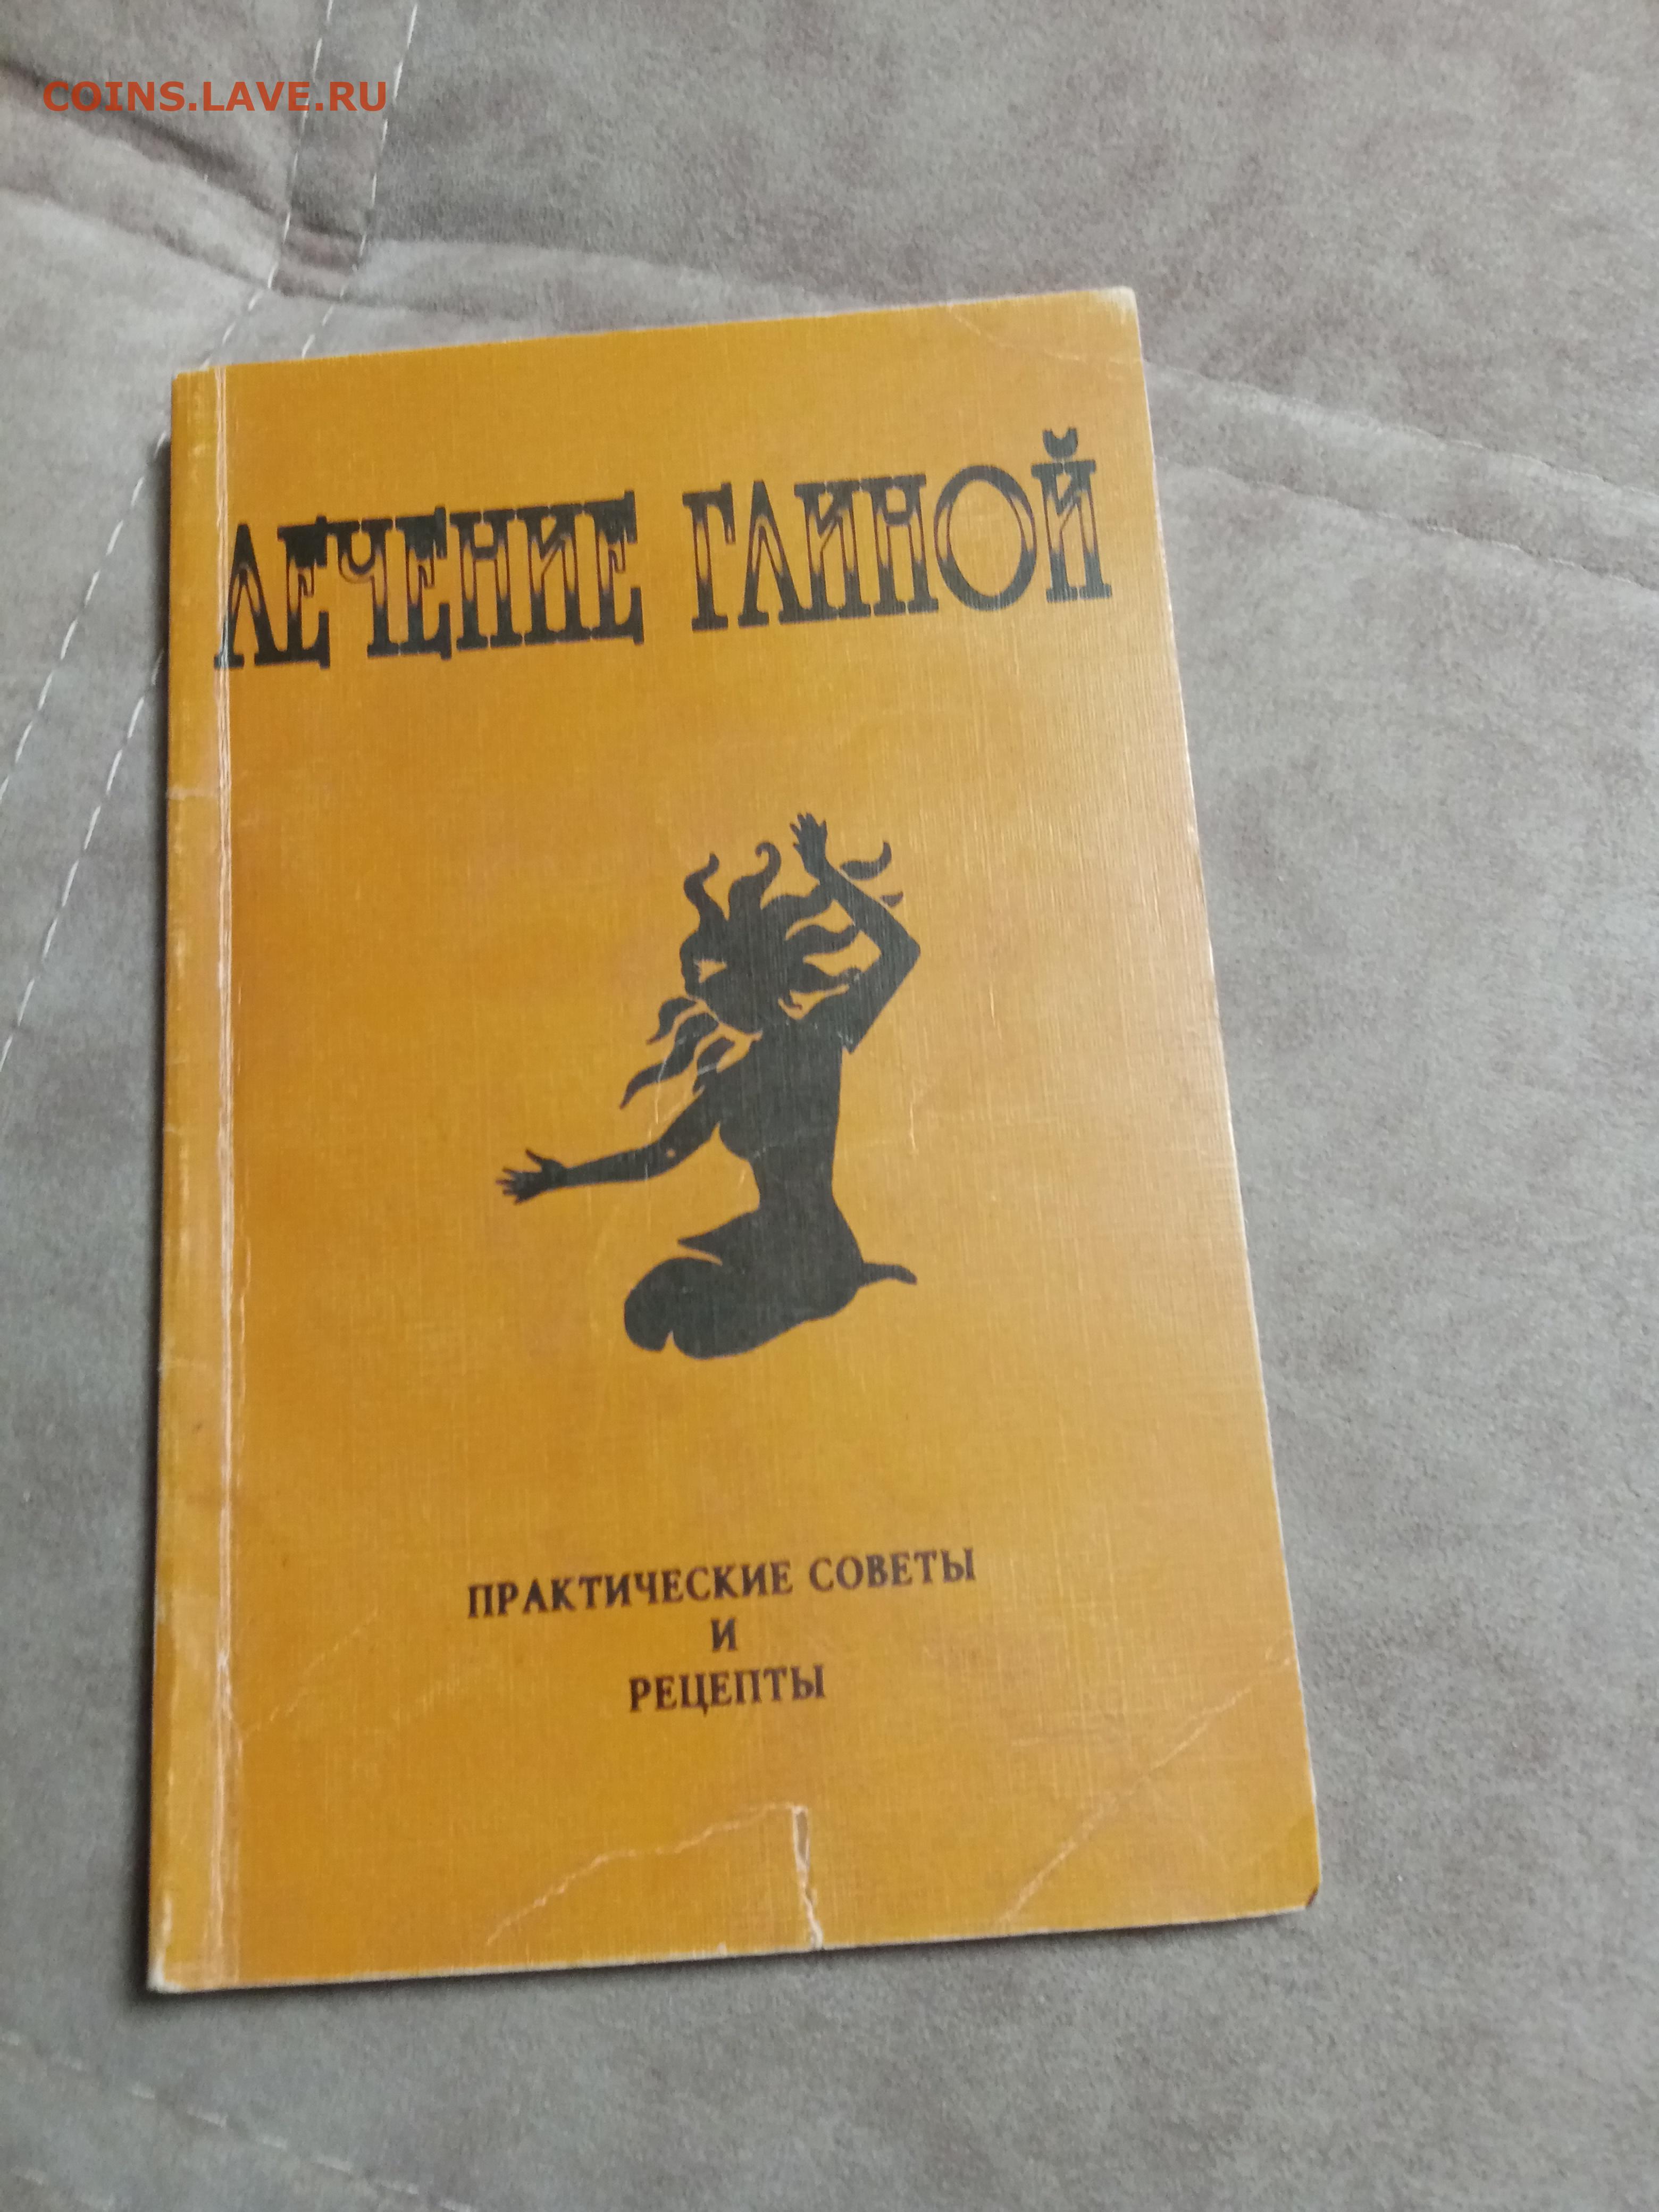 COINS.LAVE.RU
ЛЕЧЕНИЕ ГЛИНОЙ
ПРАКТИЧЕСКИЕ СОВЕТЫ
И
РЕЦЕПТЫ